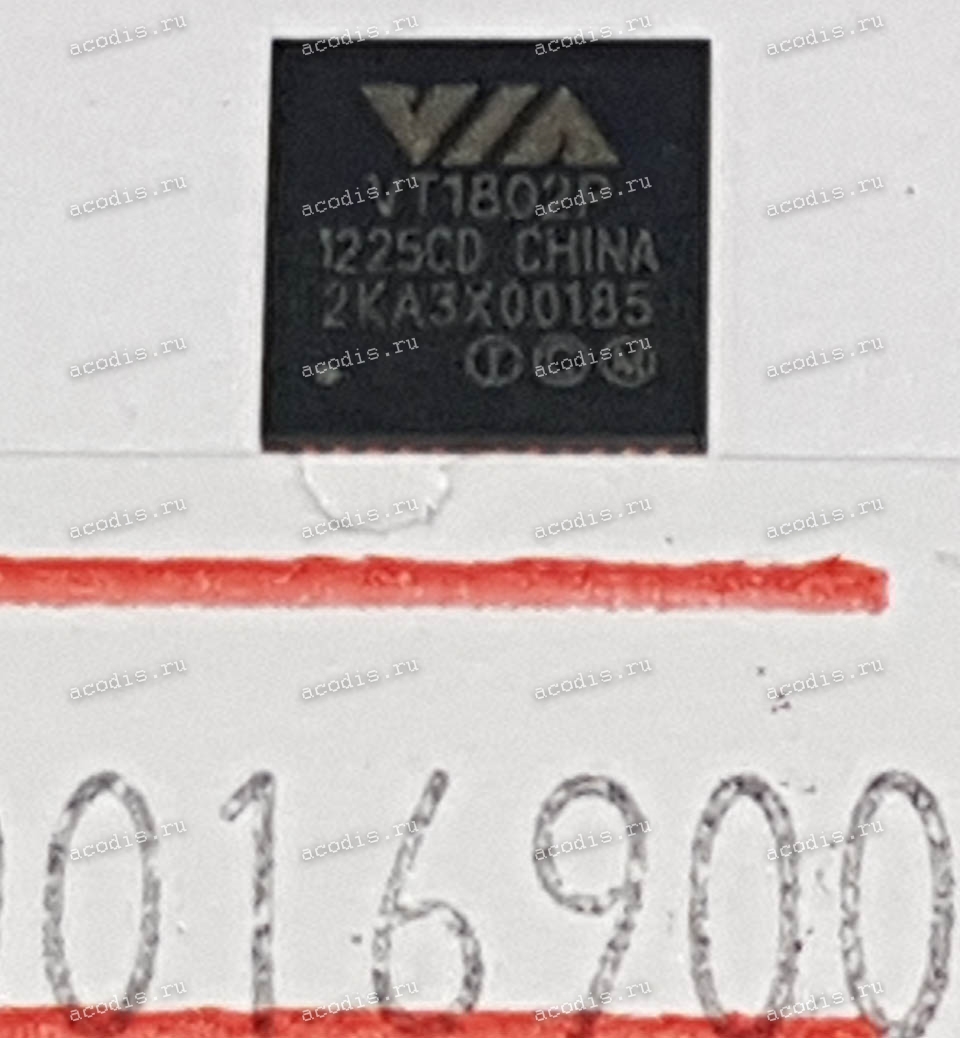 VIA
VT1802P
1225CD CHINA
2KA3X00185
016900
acodis.ru